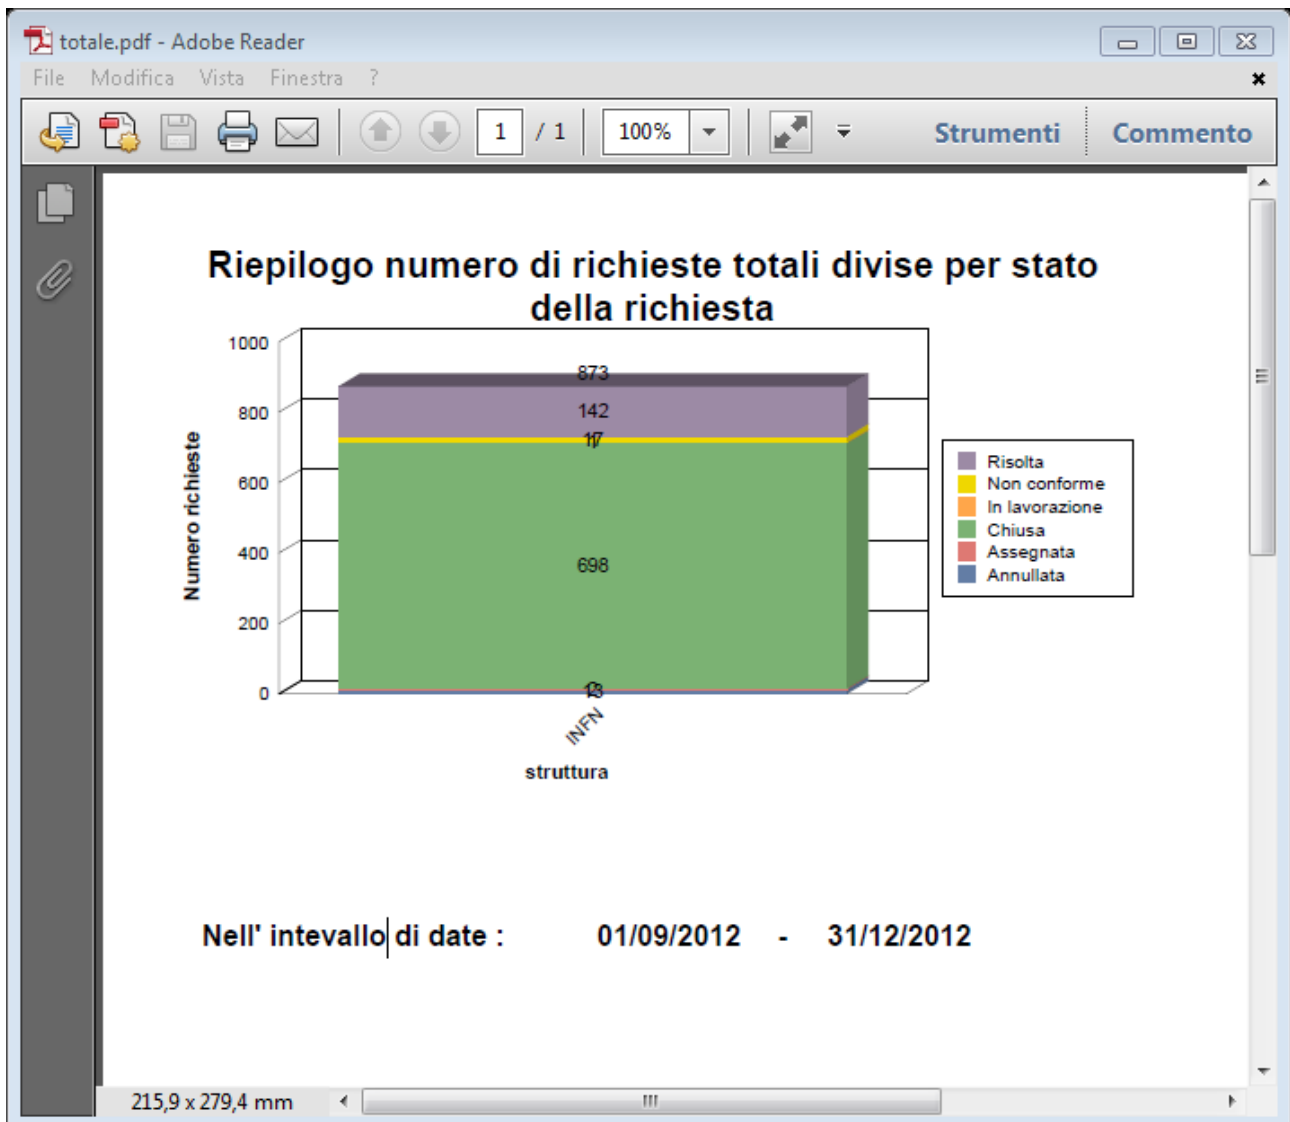 totale.pdf - Adobe Reader
File Modifica Vista Finestra ?
1 / 1 100% Strumenti Commento
Riepilogo numero di richieste totali divise per stato
della richiesta
1000
800
600
400
200
0
Numero richieste
873
142
17
698
13
INFN
struttura
Risolta
Non conforme
In lavorazione
Chiusa
Assegnata
Annullata
Nell' intevallo di date : 01/09/2012 - 31/12/2012
215,9 x 279,4 mm